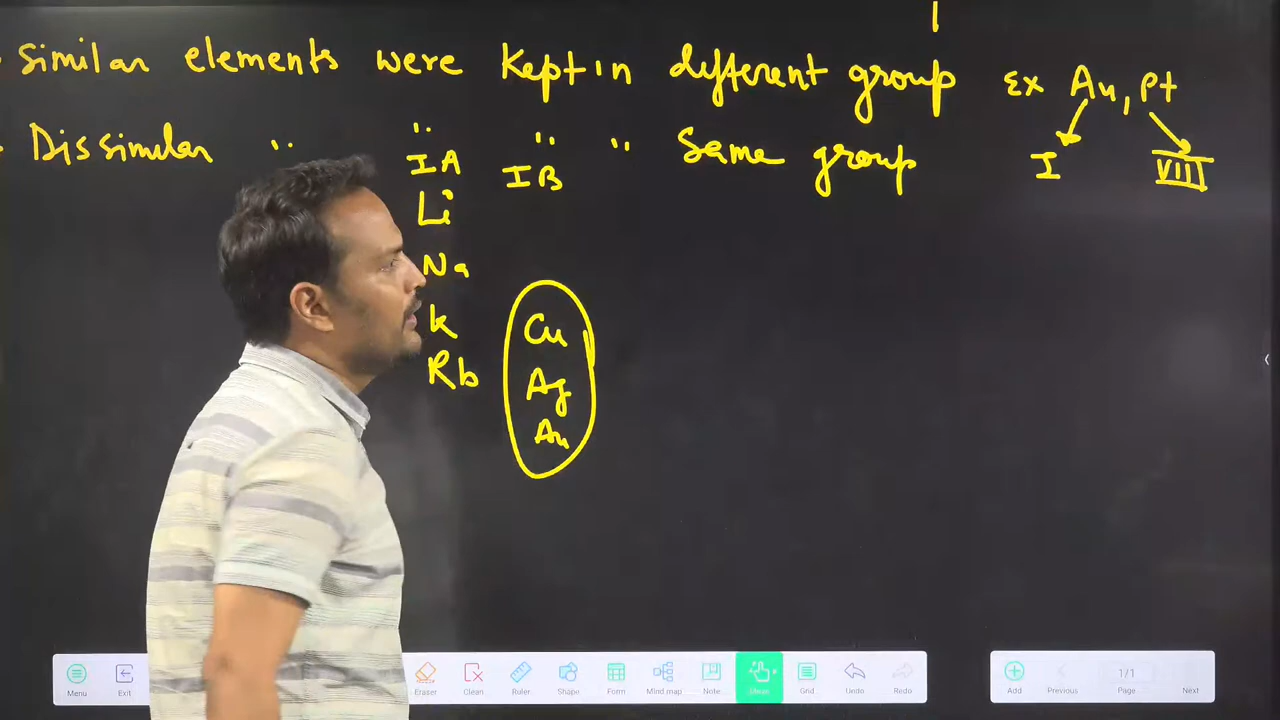 Similar elements were Kept in different group Ex Au, Pt
Dissimilar " " " " Same group I VIII
IA IB
Li
Na
K Cu
Rb Ag
Au
Menu Exit Eraser Clean Ruler Shape Form Mind map Note.. Grid.. Undo Redo Add Previous 1/1 Page Next